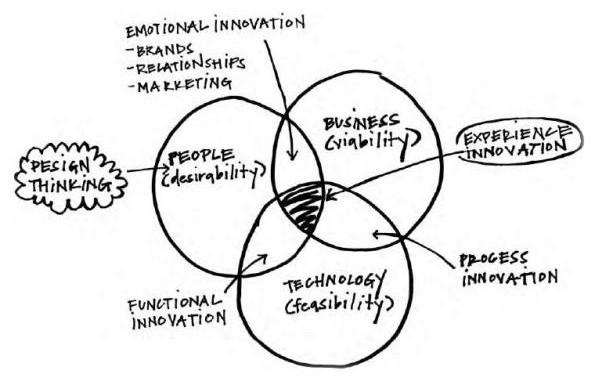 EMOTIONAL INNOVATION
-BRANDS
-RELATIONSHIPS
-MARKETING
BUSINESS
(viability)
EXPERIENCE
INNOVATION
DESIGN
THINKING
PEOPLE
(desirability)
PROCESS
INNOVATION
TECHNOLOGY
(feasibility)
FUNCTIONAL
INNOVATION